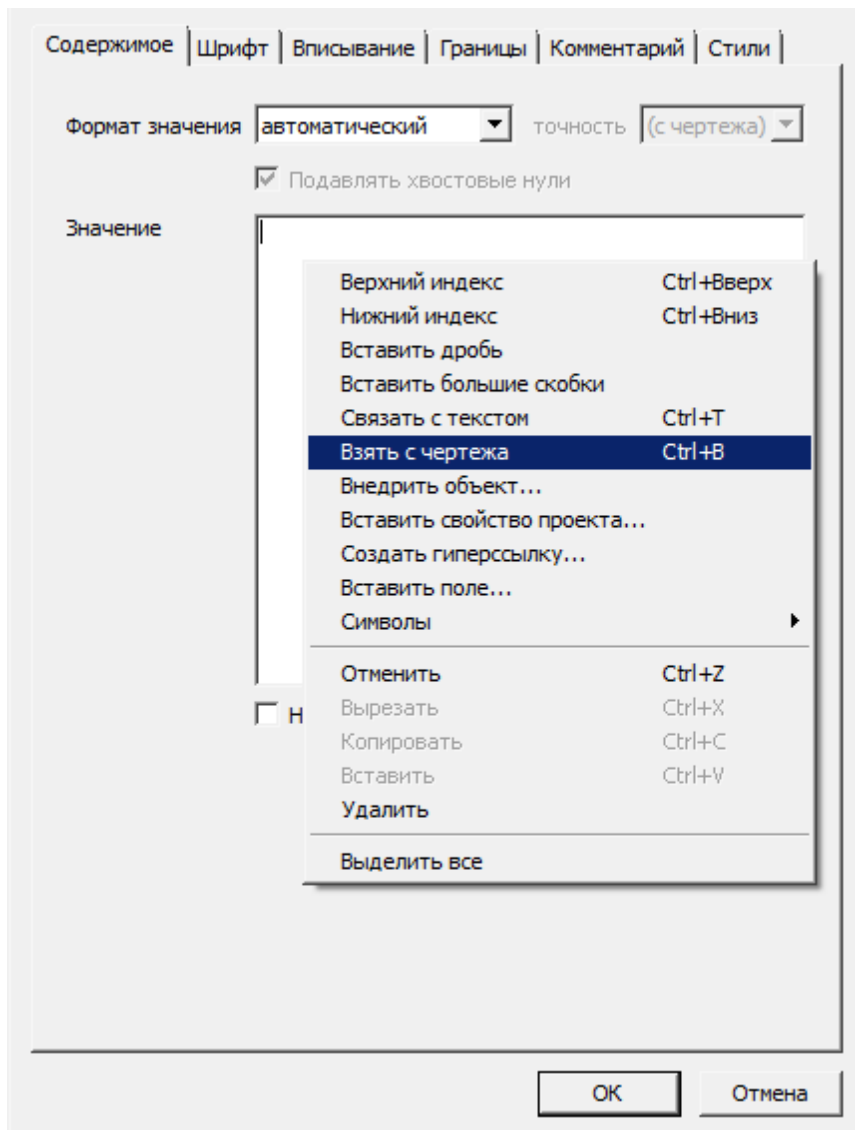 Содержимое Шрифт Вписывание Границы Комментарий Стили
Формат значения автоматический точность (с чертежа)
Подавлять хвостовые нули
Значение
Верхний индекс Ctrl+Вверх
Нижний индекс Ctrl+Вниз
Вставить дробь
Вставить большие скобки
Связать с текстом Ctrl+T
Взять с чертежа Ctrl+B
Внедрить объект...
Вставить свойство проекта...
Создать гиперссылку...
Вставить поле...
Символы
Отменить Ctrl+Z
Н
Вырезать Ctrl+X
Копировать Ctrl+C
Вставить Ctrl+V
Удалить
Выделить все
OK Отмена